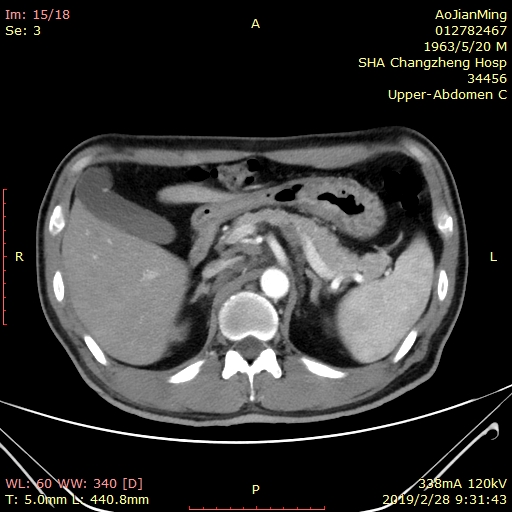 Im: 15/18
Se: 3
A
AoJianMing
012782467
1963/5/20 M
SHA Changzheng Hosp
34456
Upper-Abdomen C
R
L
WL: 60 WW: 340 [D]
T: 5.0mm L: 440.8mm
P
338mA 120kV
2019/2/28 9:31:43